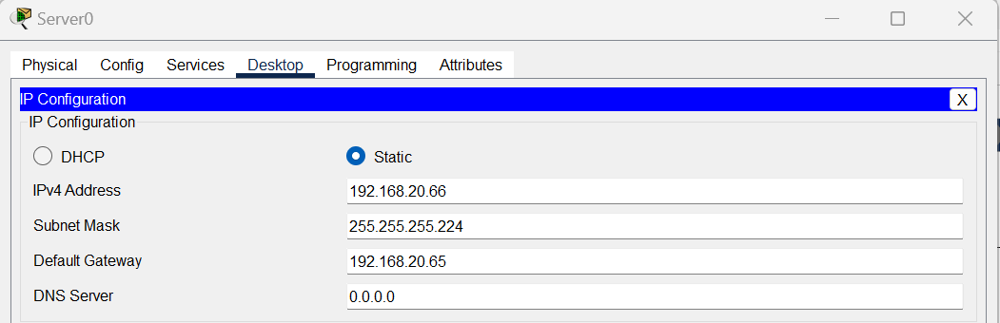 Server0
Physical Config Services Desktop Programming Attributes
IP Configuration X
IP Configuration
DHCP Static
IPv4 Address 192.168.20.66
Subnet Mask 255.255.255.224
Default Gateway 192.168.20.65
DNS Server 0.0.0.0